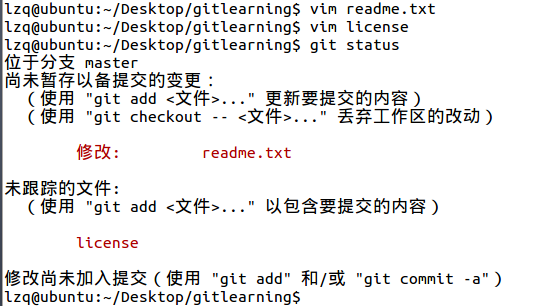 lzq@ubuntu:~/Desktop/gitlearning$ vim readme.txt
lzq@ubuntu:~/Desktop/gitlearning$ vim license
lzq@ubuntu:~/Desktop/gitlearning$ git status
位于分支 master
尚未暂存以备提交的变更：
（使用 "git add <文件>..." 更新要提交的内容）
（使用 "git checkout -- <文件>..." 丢弃工作区的改动）
修改: readme.txt
未跟踪的文件:
（使用 "git add <文件>..." 以包含要提交的内容）
license
修改尚未加入提交（使用 "git add" 和/或 "git commit -a"）
lzq@ubuntu:~/Desktop/gitlearning$